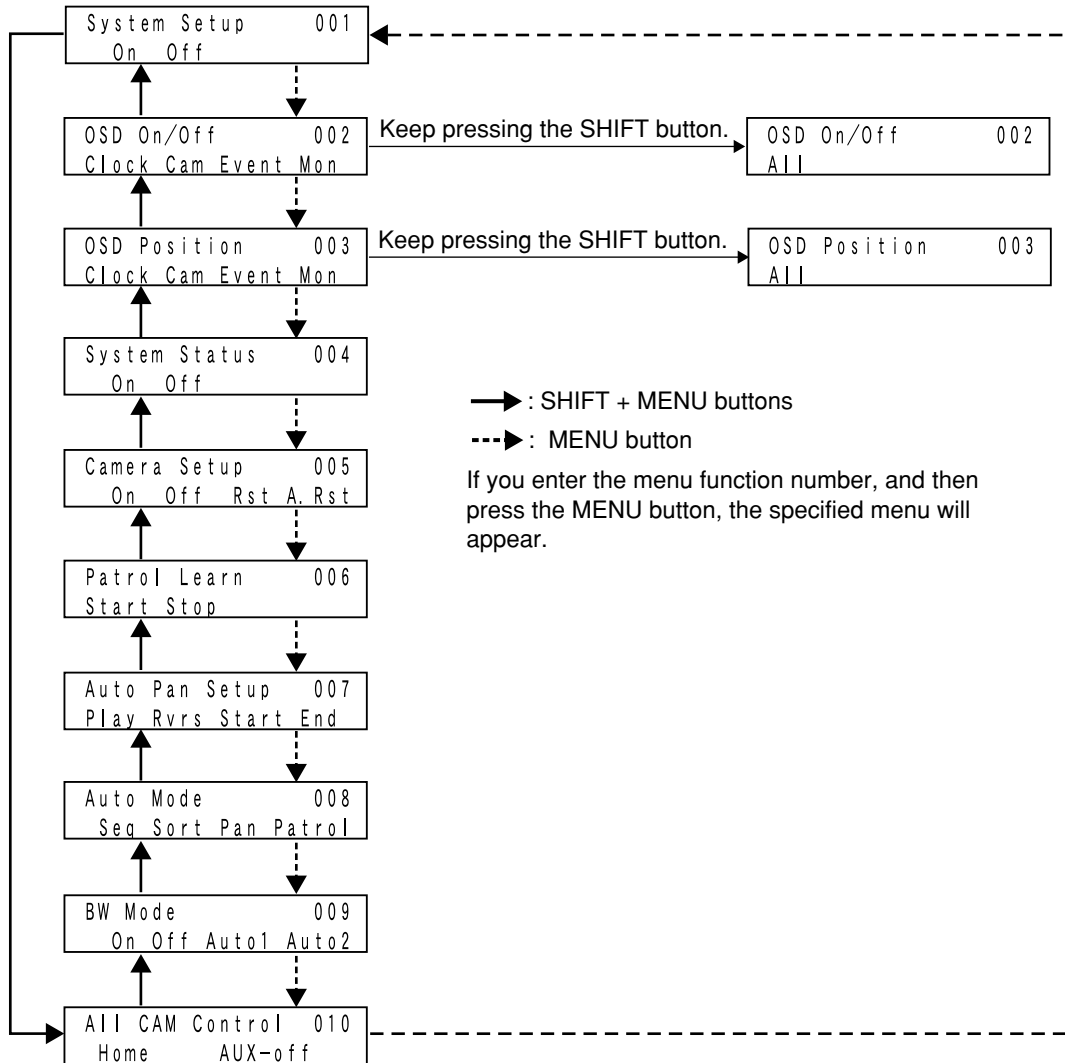 System Setup 001
On Off
OSD On/Off 002
Clock Cam Event Mon
Keep pressing the SHIFT button.
OSD On/Off 002
All
OSD Position 003
Clock Cam Event Mon
Keep pressing the SHIFT button.
OSD Position 003
All
System Status 004
On Off
: SHIFT + MENU buttons
: MENU button
If you enter the menu function number, and then
press the MENU button, the specified menu will
appear.
Camera Setup 005
On Off Rst A.Rst
Patrol Learn 006
Start Stop
Auto Pan Setup 007
Play Rvrs Start End
Auto Mode 008
Seq Sort Pan Patrol
BW Mode 009
On Off Auto1 Auto2
All CAM Control 010
Home AUX-off